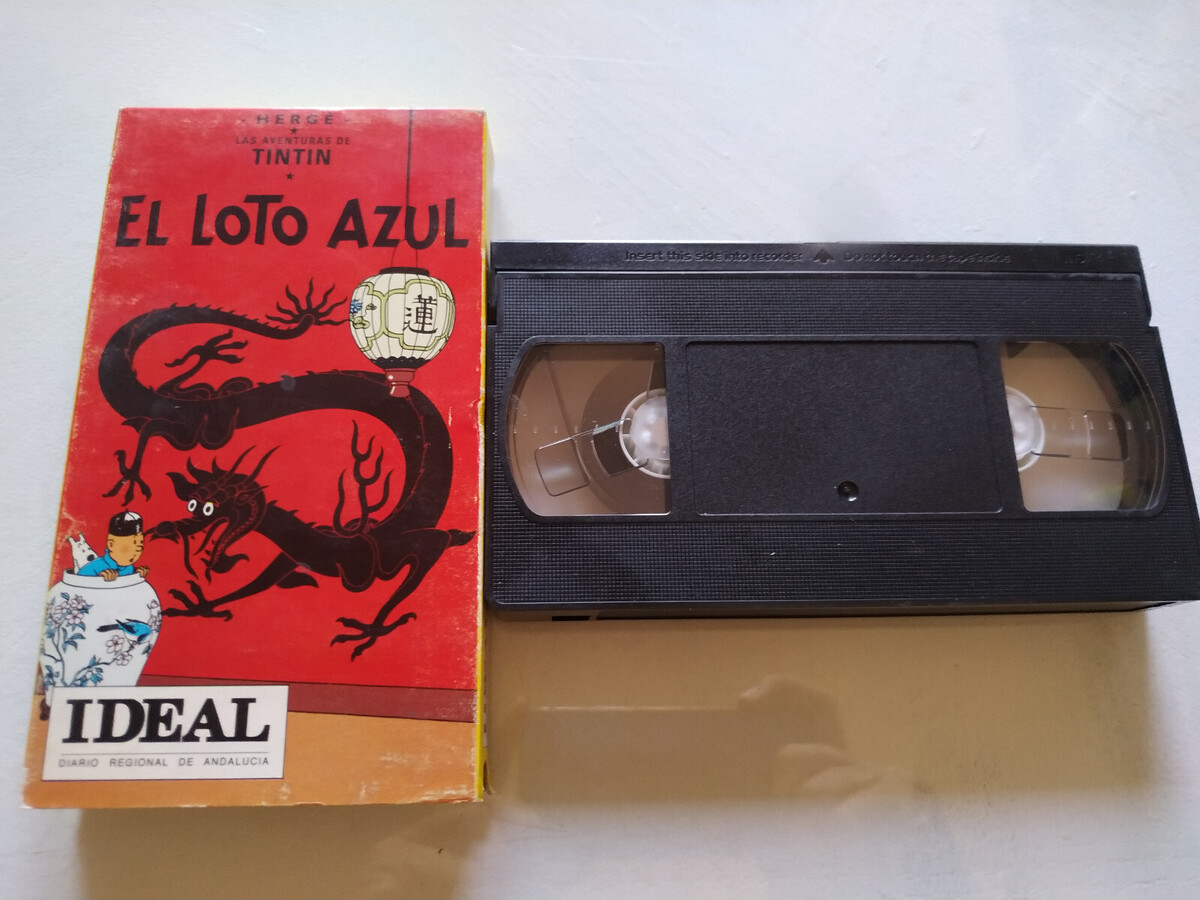 - HERGÉ -
LAS AVENTURAS DE
TINTIN
EL LOTO AZUL
蓮
IDEAL
DIARIO REGIONAL DE ANDALUCIA
Insert this side into recorder Do not touch the tape inside